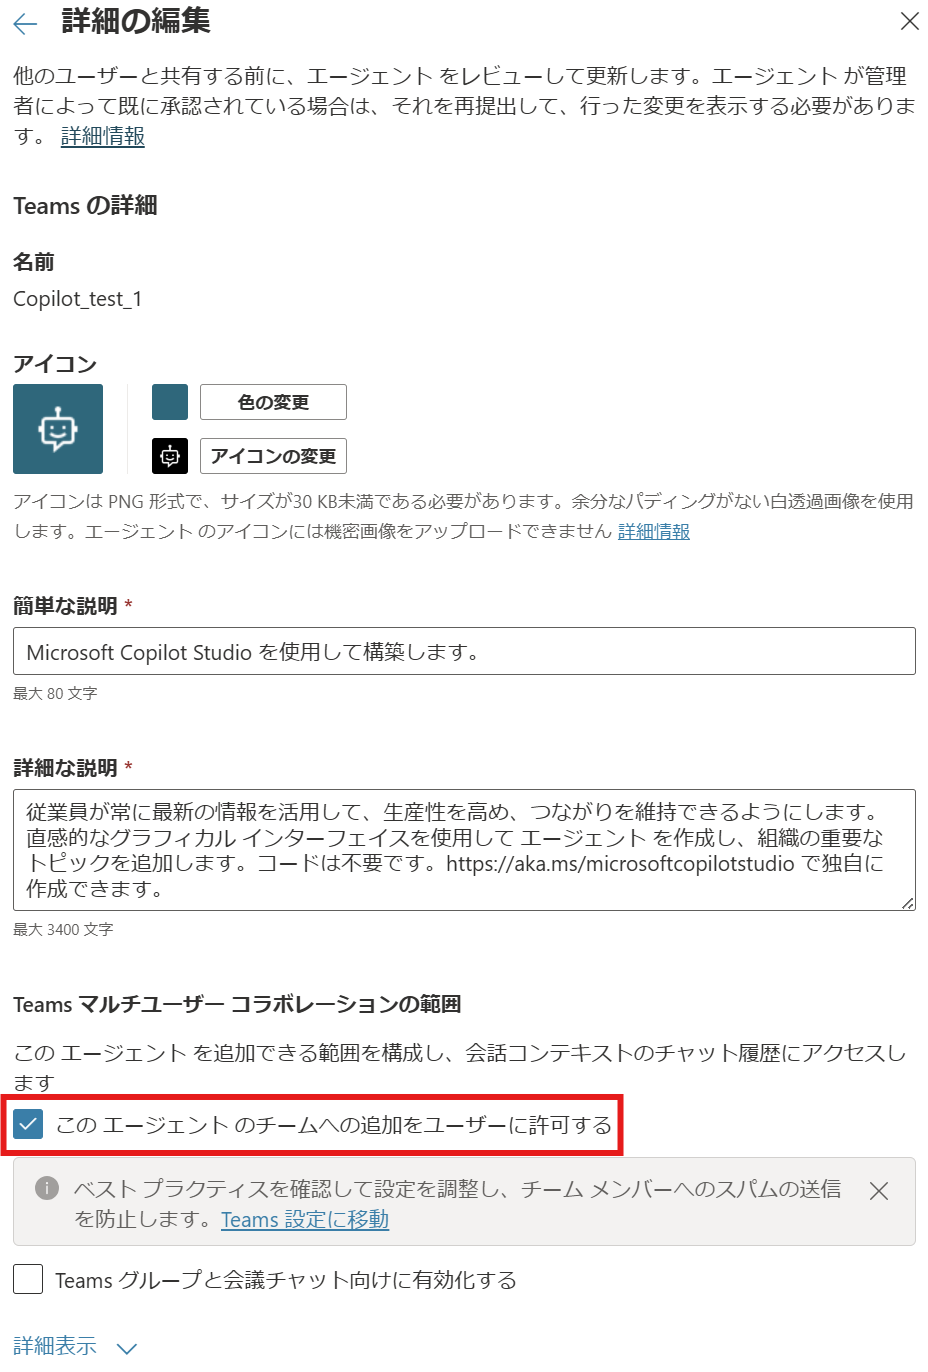 詳細の編集
他のユーザーと共有する前に、エージェント をレビューして更新します。エージェント が管理
者によって既に承認されている場合は、それを再提出して、行った変更を表示する必要がありま
す。 詳細情報
Teams の詳細
名前
Copilot_test_1
アイコン
色の変更
アイコンの変更
アイコンは PNG 形式で、サイズが30 KB未満である必要があります。余分なパディングがない白透過画像を使用
します。エージェント のアイコンには機密画像をアップロードできません 詳細情報
簡単な説明 *
Microsoft Copilot Studio を使用して構築します。
最大 80 文字
詳細な説明 *
従業員が常に最新の情報を活用して、生産性を高め、つながりを維持できるようにします。
直感的なグラフィカル インターフェイスを使用して エージェント を作成し、組織の重要な
トピックを追加します。コードは不要です。https://aka.ms/microsoftcopilotstudio で独自に
作成できます。
最大 3400 文字
Teams マルチユーザー コラボレーションの範囲
この エージェント を追加できる範囲を構成し、会話コンテキストのチャット履歴にアクセスし
ます
この エージェント のチームへの追加をユーザーに許可する
ベスト プラクティスを確認して設定を調整し、チーム メンバーへのスパムの送信
を防止します。Teams 設定に移動
Teams グループと会議チャット向けに有効化する
詳細表示